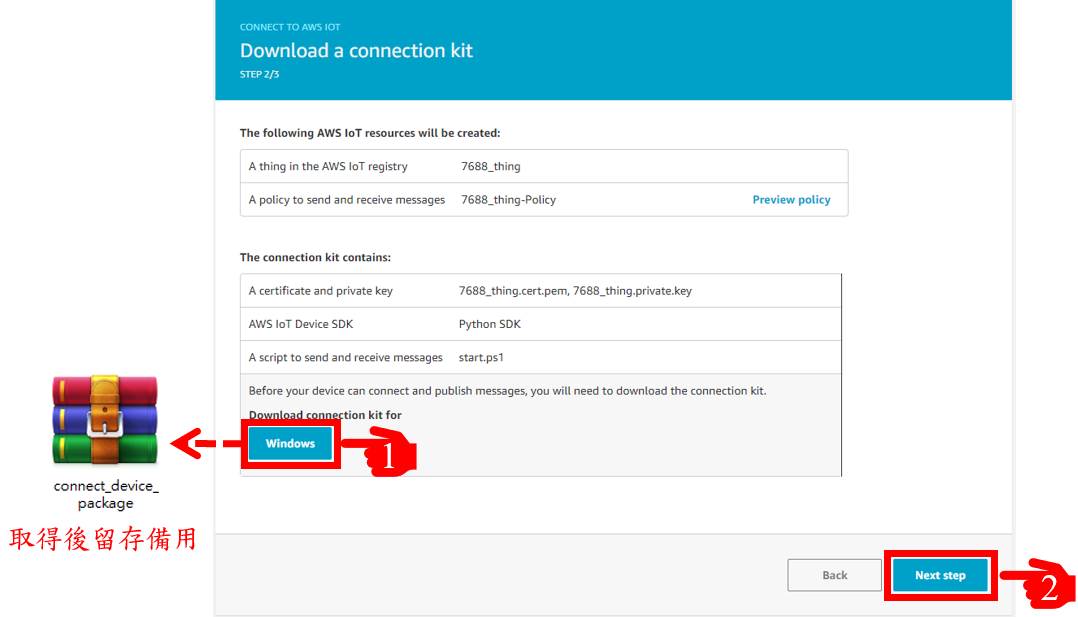 CONNECT TO AWS IOT
Download a connection kit
STEP 2/3
The following AWS IoT resources will be created:
A thing in the AWS IoT registry 7688_thing
A policy to send and receive messages 7688_thing-Policy Preview policy
The connection kit contains:
A certificate and private key 7688_thing.cert.pem, 7688_thing.private.key
AWS IoT Device SDK Python SDK
A script to send and receive messages start.ps1
Before your device can connect and publish messages, you will need to download the connection kit.
Download connection kit for
Windows
1
connect_device_
package
取得後留存備用
Back
Next step
2